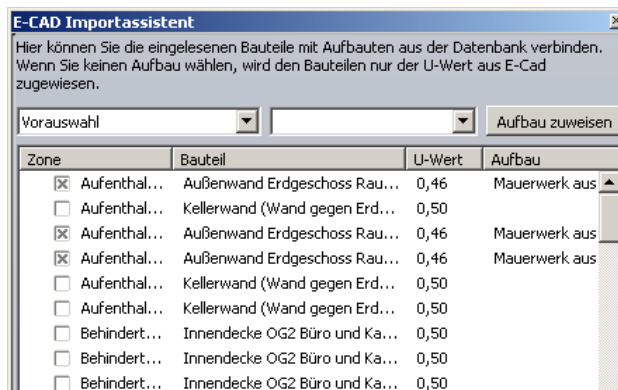 E-CAD Importassistent
Hier können Sie die eingelesenen Bauteile mit Aufbauten aus der Datenbank verbinden.
Wenn Sie keinen Aufbau wählen, wird den Bauteilen nur der U-Wert aus E-Cad
zugewiesen.
Vorauswahl Aufbau zuweisen
Zone Bauteil U-Wert Aufbau
Aufenthal... Außenwand Erdgeschoss Rau... 0,46 Mauerwerk aus
Aufenthal... Kellerwand (Wand gegen Erd... 0,50
Aufenthal... Außenwand Erdgeschoss Rau... 0,46 Mauerwerk aus
Aufenthal... Außenwand Erdgeschoss Rau... 0,46 Mauerwerk aus
Aufenthal... Kellerwand (Wand gegen Erd... 0,50
Aufenthal... Kellerwand (Wand gegen Erd... 0,50
Behindert... Innendecke OG2 Büro und Ka... 0,50
Behindert... Innendecke OG2 Büro und Ka... 0,50
Behindert... Innendecke OG2 Büro und Ka... 0,50